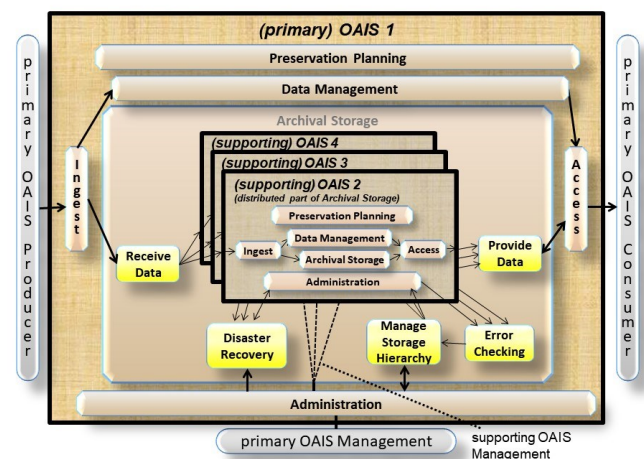 (primary) OAIS 1
Preservation Planning
Data Management
primary OAIS Producer
Ingest
Archival Storage
(supporting) OAIS 4
(supporting) OAIS 3
(supporting) OAIS 2
(distributed part of Archival Storage)
Preservation Planning
Data Management
Ingest
Access
Archival Storage
Administration
Receive
Data
Provide
Data
Access
primary OAIS Consumer
Disaster
Recovery
Manage
Storage
Hierarchy
Error
Checking
Administration
primary OAIS Management
supporting OAIS
Management